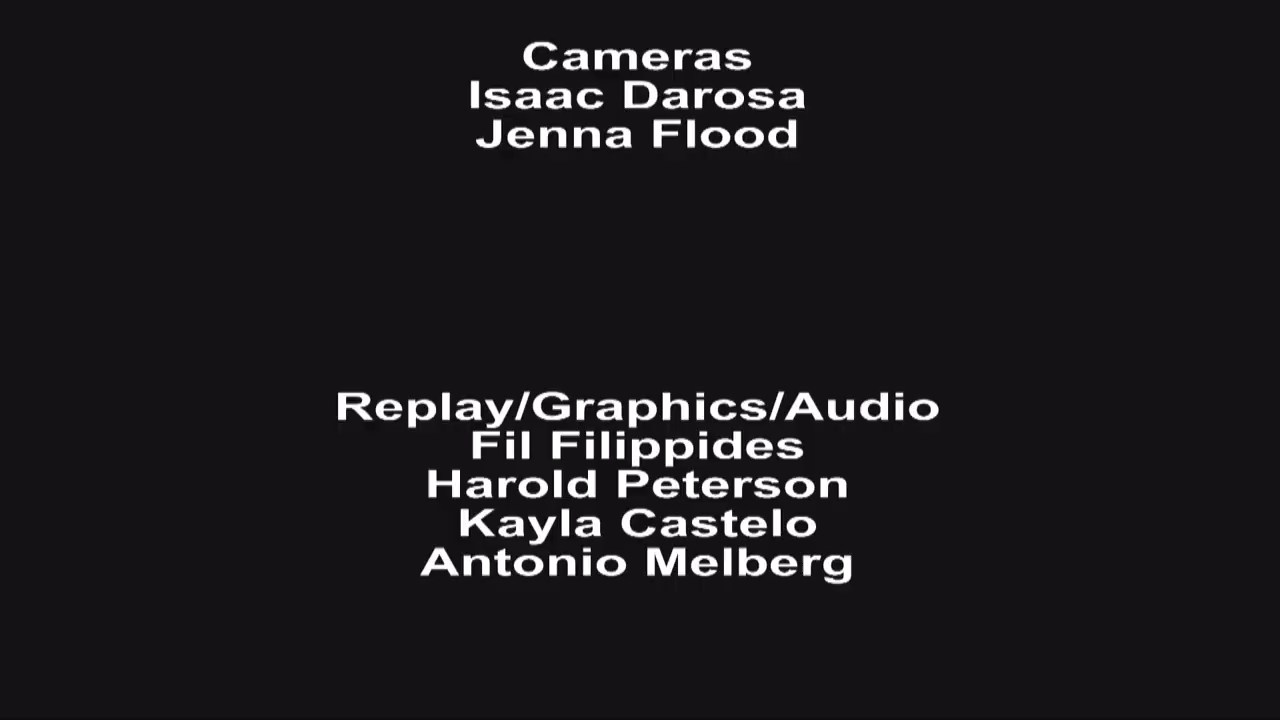 Cameras
Isaac Darosa
Jenna Flood
Replay/Graphics/Audio
Fil Filippides
Harold Peterson
Kayla Castelo
Antonio Melberg